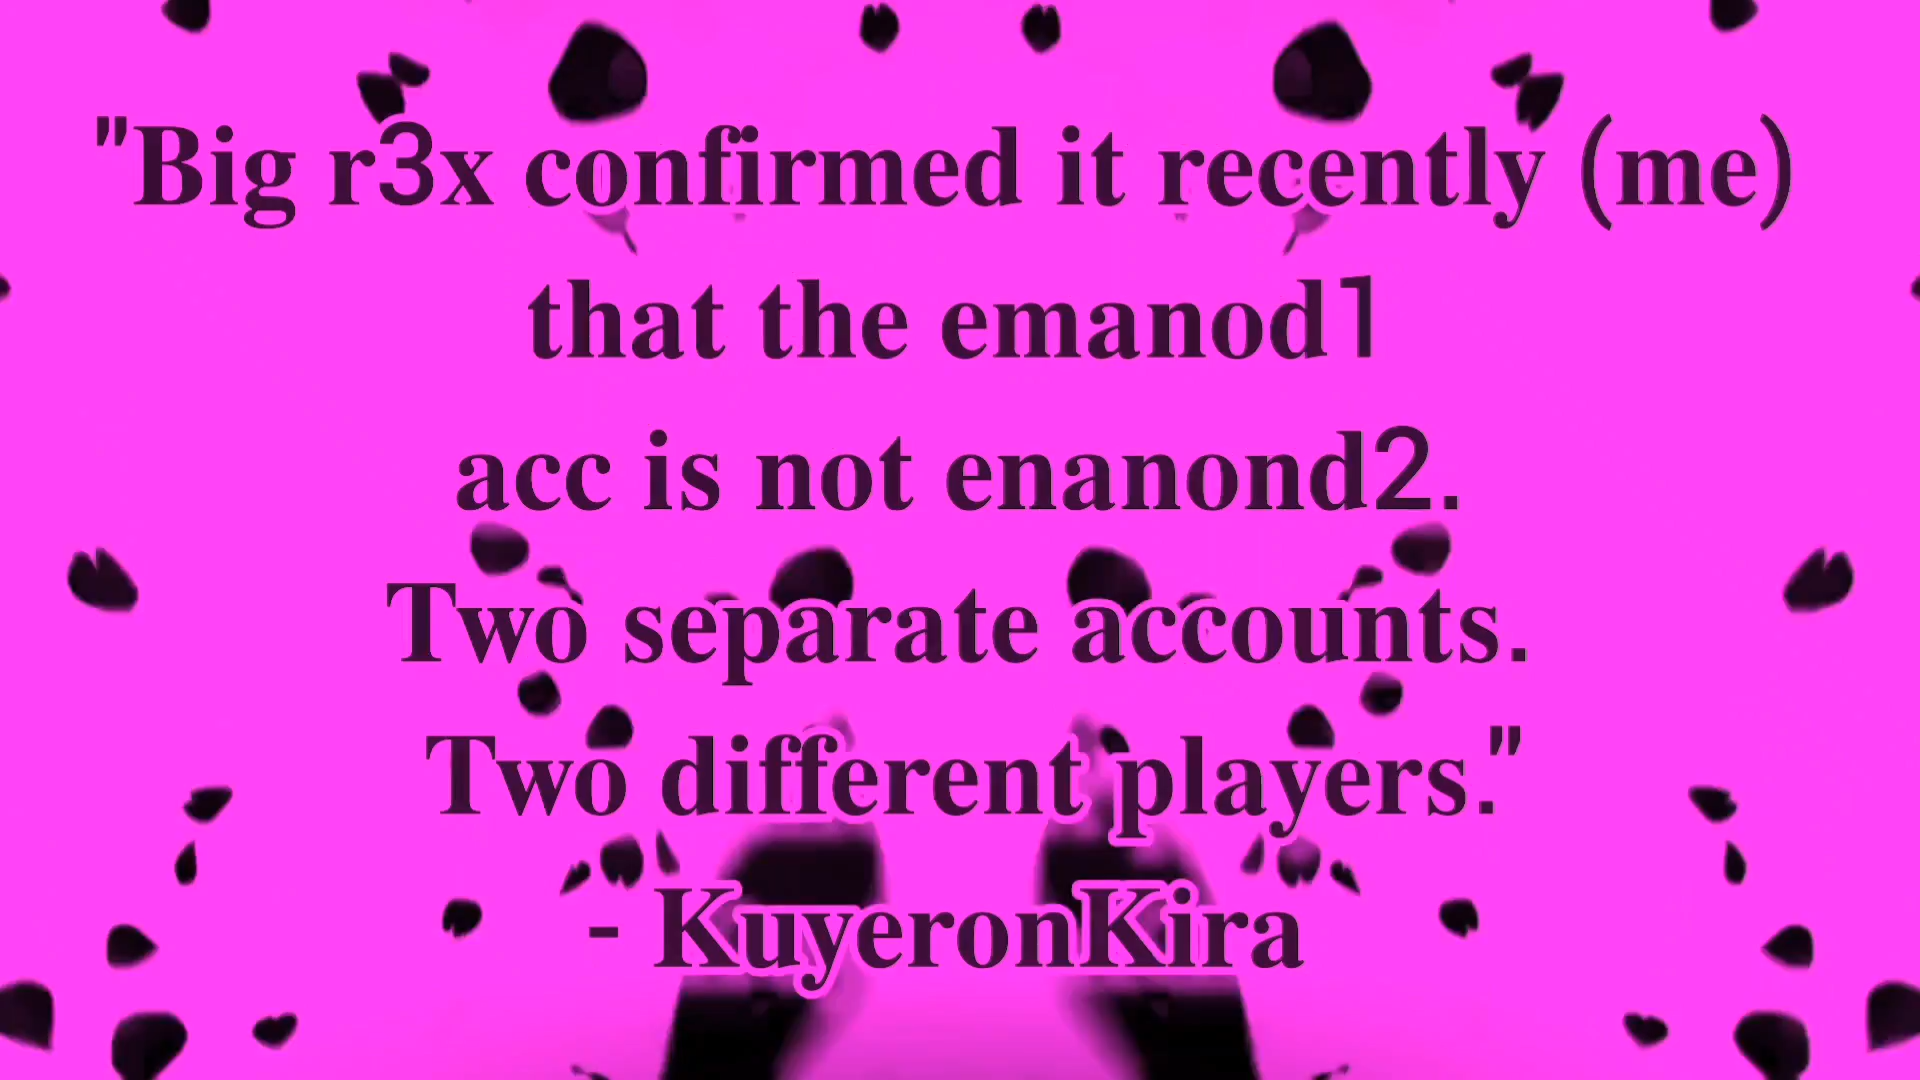 "Big r3x confirmed it recently (me)
that the emanod1
acc is not enanond2.
Two separate accounts.
Two different players."
- KuyeronKira